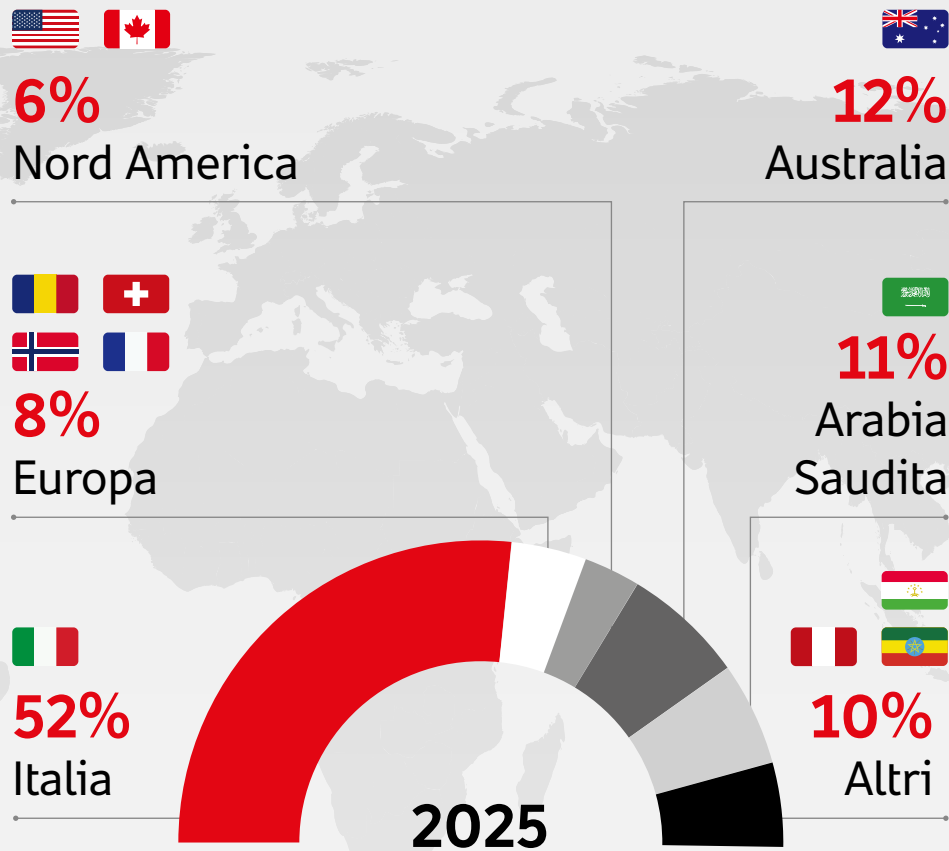 6%
Nord America
12%
Australia
8%
Europa
11%
Arabia
Saudita
52%
Italia
10%
Altri
2025